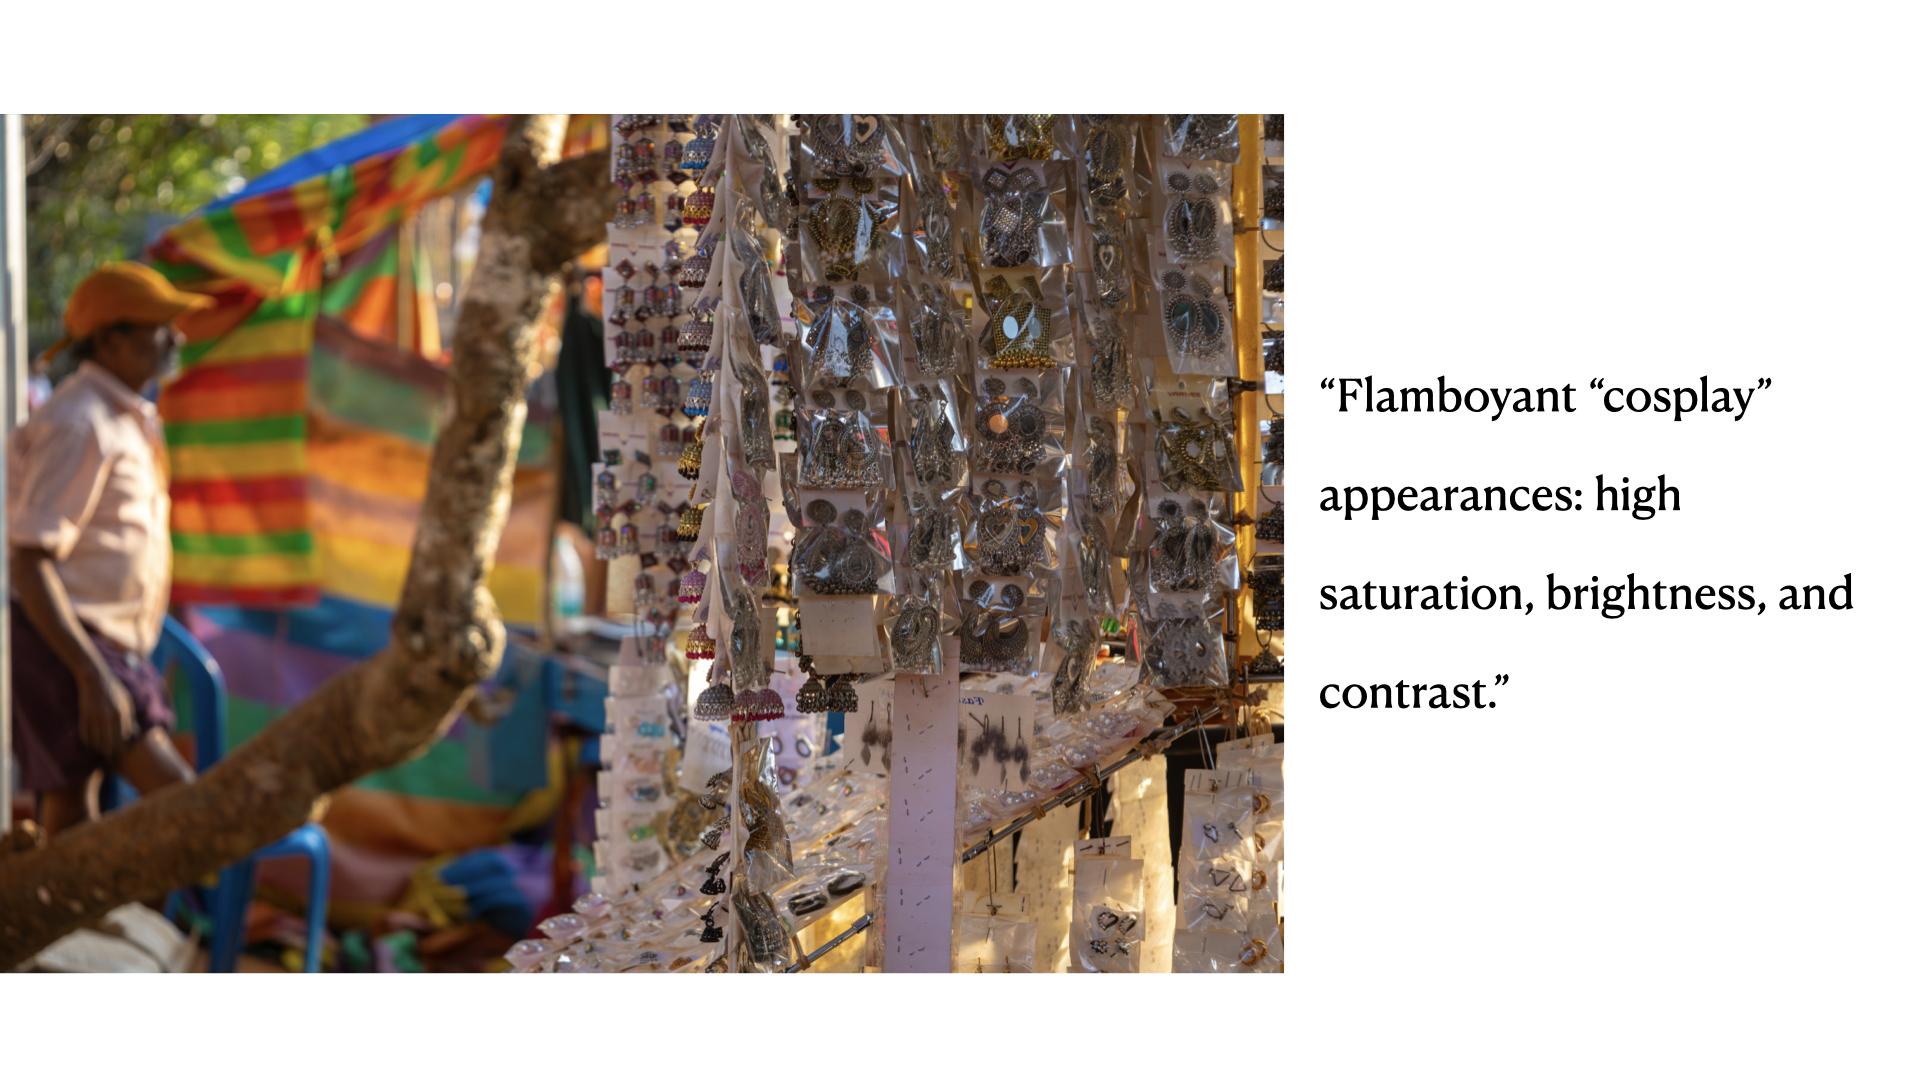 “Flamboyant “cosplay”
appearances: high
saturation, brightness, and
contrast.”